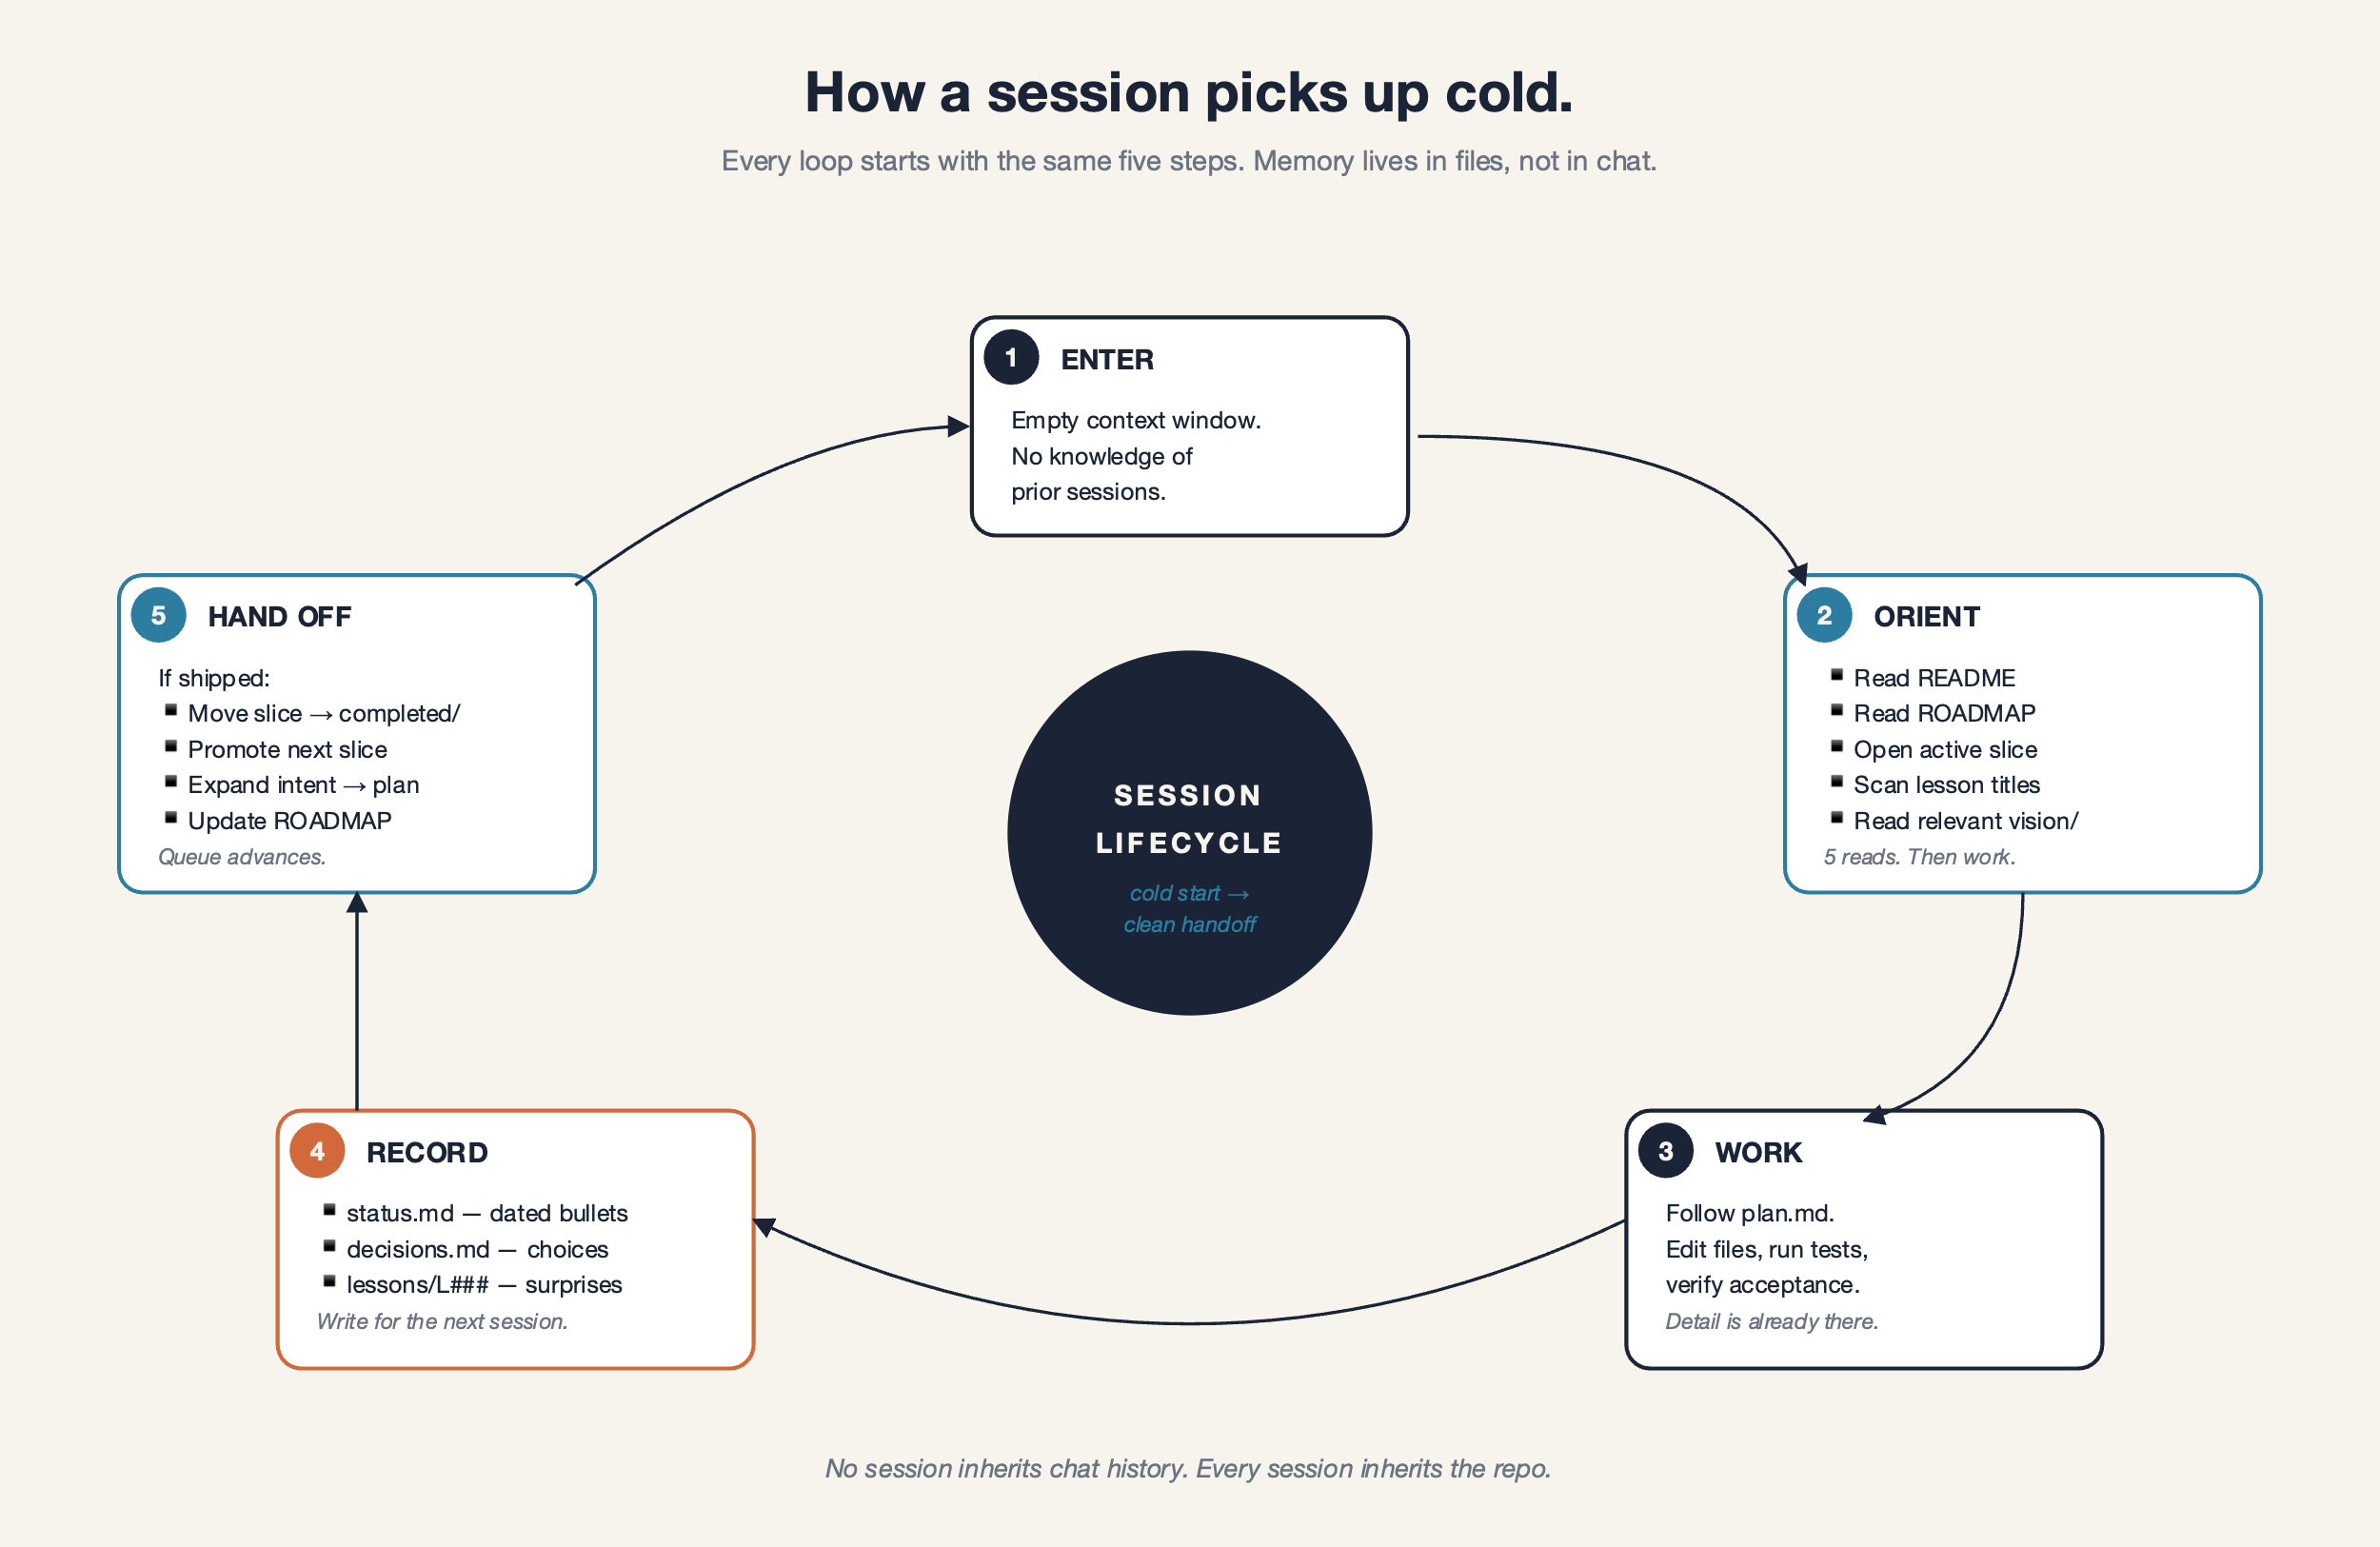 How a session picks up cold.
Every loop starts with the same five steps. Memory lives in files, not in chat.
1 ENTER
Empty context window.
No knowledge of
prior sessions.
2 ORIENT
▪ Read README
▪ Read ROADMAP
▪ Open active slice
▪ Scan lesson titles
▪ Read relevant vision/
5 reads. Then work.
3 WORK
Follow plan.md.
Edit files, run tests,
verify acceptance.
Detail is already there.
4 RECORD
▪ status.md — dated bullets
▪ decisions.md — choices
▪ lessons/L### — surprises
Write for the next session.
5 HAND OFF
If shipped:
▪ Move slice → completed/
▪ Promote next slice
▪ Expand intent → plan
▪ Update ROADMAP
Queue advances.
SESSION
LIFECYCLE
cold start →
clean handoff
No session inherits chat history. Every session inherits the repo.